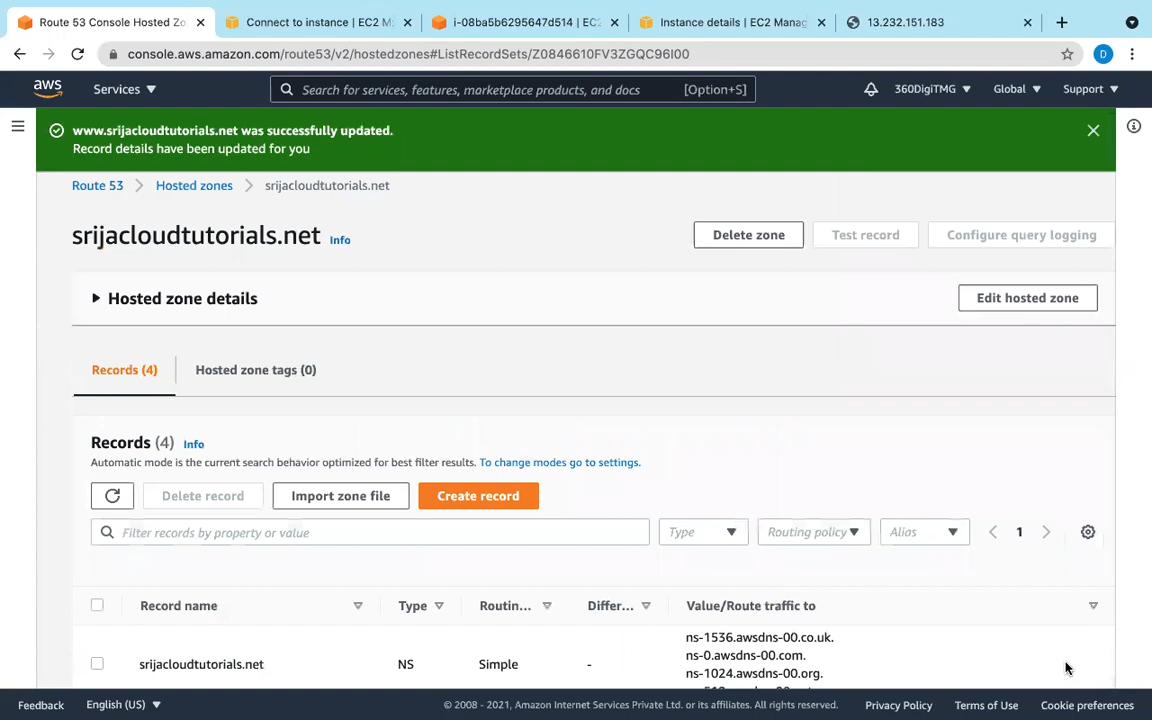 Route 53 Console Hosted Zo
Connect to instance | EC2 M
i-08ba5b6295647d514 | EC2
Instance details | EC2 Manag
13.232.151.183
console.aws.amazon.com/route53/v2/hostedzones#ListRecordSets/Z0846610FV3ZGQC96I00
D
aws
Services
Search for services, features, marketplace products, and docs
[Option+S]
360DigiTMG
Global
Support
www.srijacloudtutorials.net was successfully updated.
Record details have been updated for you
Route 53
Hosted zones
srijacloudtutorials.net
srijacloudtutorials.net
Info
Delete zone
Test record
Configure query logging
Hosted zone details
Edit hosted zone
Records (4)
Hosted zone tags (0)
Records (4)
Info
Automatic mode is the current search behavior optimized for best filter results. To change modes go to settings.
Delete record
Import zone file
Create record
Filter records by property or value
Type
Routing policy
Alias
1
Record name
Type
Routin...
Differ...
Value/Route traffic to
srijacloudtutorials.net
NS
Simple
-
ns-1536.awsdns-00.co.uk.
ns-0.awsdns-00.com.
ns-1024.awsdns-00.org.
Feedback
English (US)
© 2008 - 2021, Amazon Internet Services Private Ltd. or its affiliates. All rights reserved.
Privacy Policy
Terms of Use
Cookie preferences